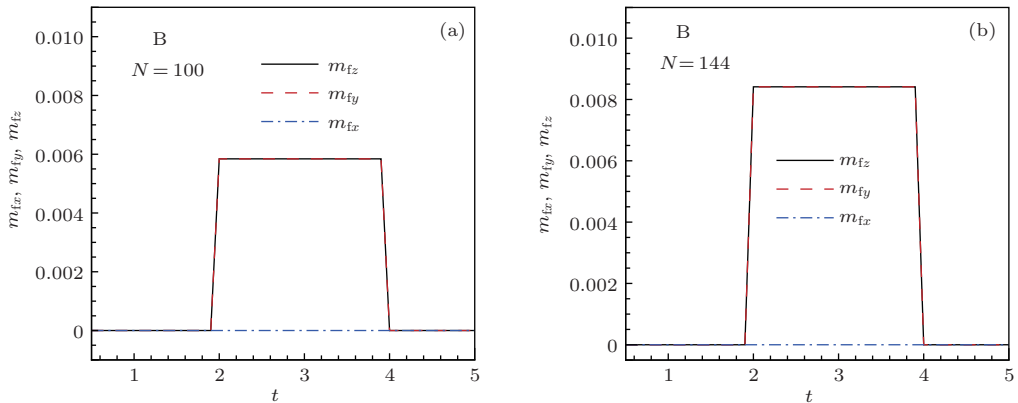 (a)
B
N = 100
m_fz
m_fy
m_fx
0.010
0.008
0.006
0.004
0.002
0
m_fx, m_fy, m_fz
1 2 3 4 5
t
(b)
B
N = 144
m_fz
m_fy
m_fx
0.010
0.008
0.006
0.004
0.002
0
m_fx, m_fy, m_fz
1 2 3 4 5
t